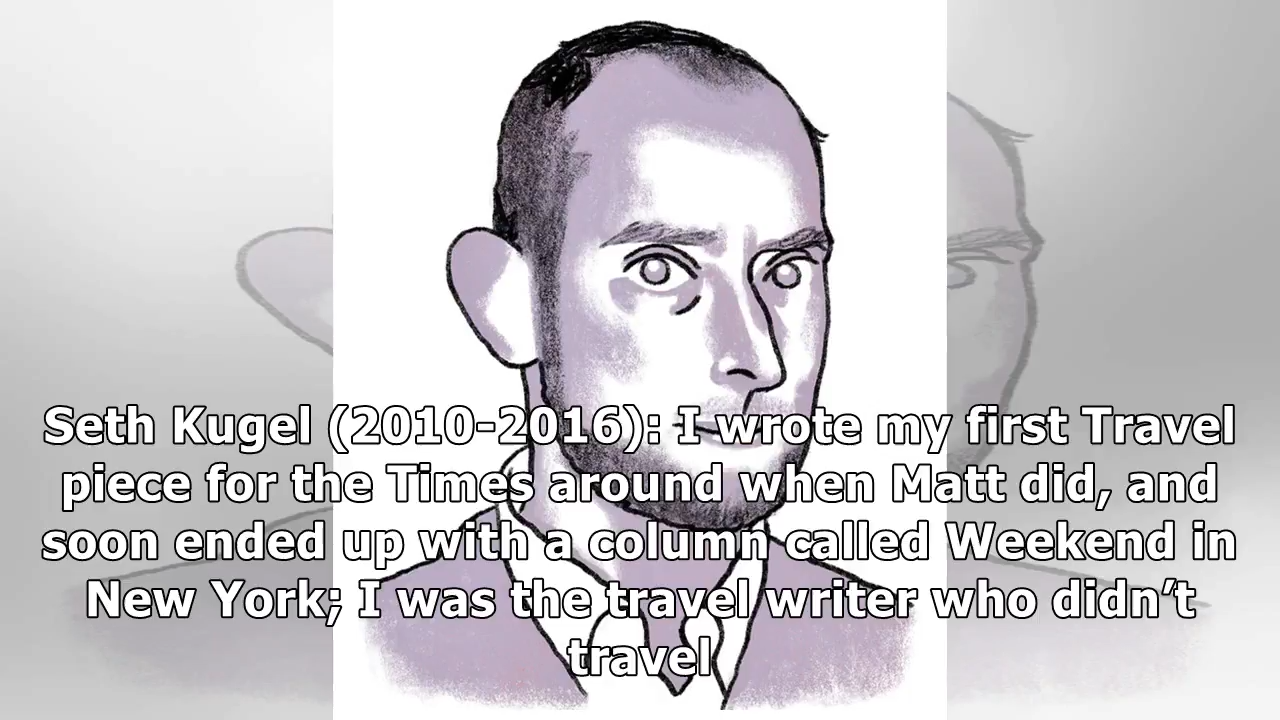 Seth Kugel (2010-2016): I wrote my first Travel
piece for the Times around when Matt did, and
soon ended up with a column called Weekend in
New York; I was the travel writer who didn’t
travel